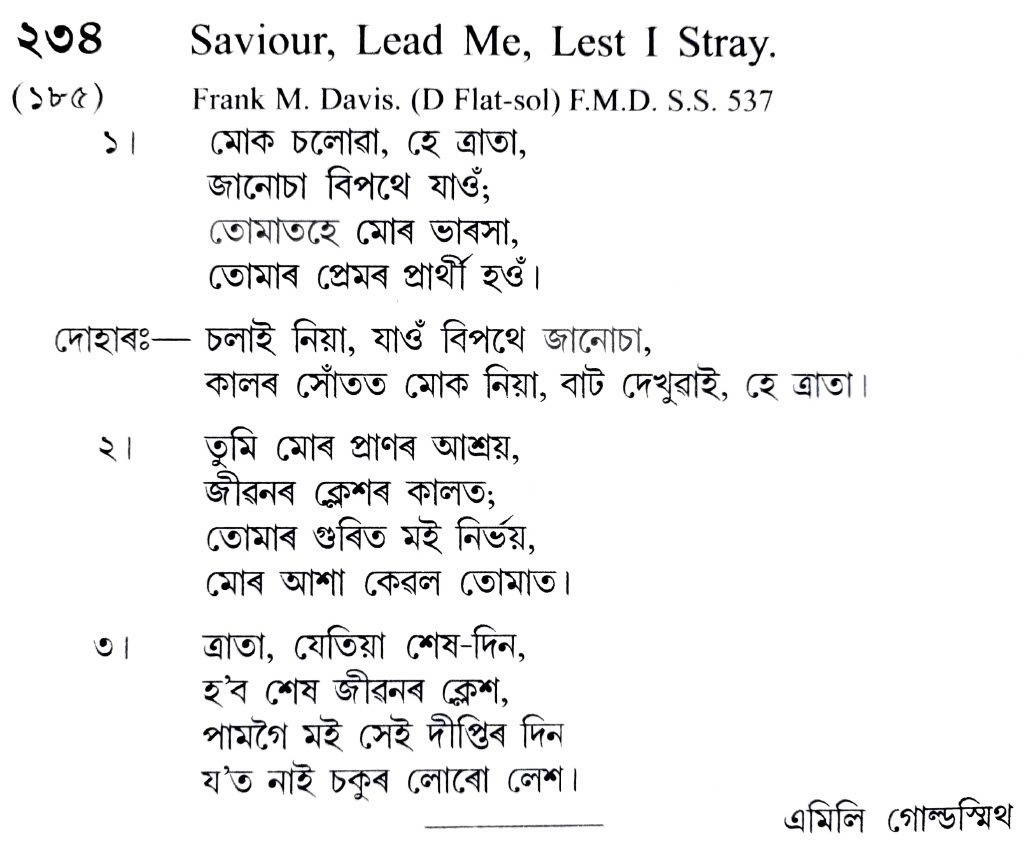 ২৩৪ Saviour, Lead Me, Lest I Stray.
(১৮৫) Frank M. Davis. (D Flat-sol) F.M.D. S.S. 537
১। মোক চলোৱা, হে ত্ৰাতা,
জানোচা বিপথে যাওঁ;
তোমাতহে মোৰ ভাৰসা,
তোমাৰ প্ৰেমৰ প্ৰাৰ্থী হওঁ।
দোহাৰঃ— চলাই নিয়া, যাওঁ বিপথে জানোচা,
কালৰ সোঁতত মোক নিয়া, বাট দেখুৱাই, হে ত্ৰাতা।
২। তুমি মোৰ প্ৰাণৰ আশ্ৰয়,
জীৱনৰ ক্লেশৰ কালত;
তোমাৰ গুৰিত মই নিৰ্ভয়,
মোৰ আশা কেৱল তোমাত।
৩। ত্ৰাতা, যেতিয়া শেষ-দিন,
হ’ব শেষ জীৱনৰ ক্লেশ,
পামগৈ মই সেই দীপ্তিৰ দিন
য’ত নাই চকুৰ লোৰো লেশ।
এমিলি গোল্ডস্মিথ